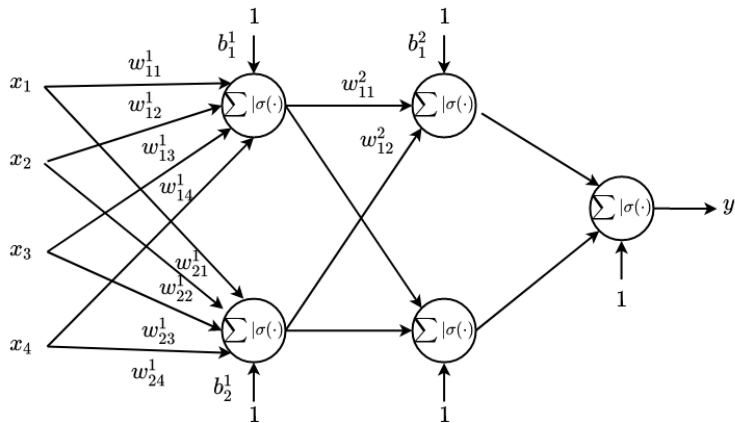 1 1
b_1^1 b_1^2
x_1 w_{11}^1
∑ |σ(·) w_{11}^2 ∑ |σ(·)
w_{12}^1
x_2 w_{13}^1 w_{12}^2
w_{14}^1
∑ |σ(·) y
x_3 w_{21}^1
w_{22}^1
1
x_4 w_{23}^1 ∑ |σ(·) ∑ |σ(·)
w_{24}^1
b_2^1
1 1